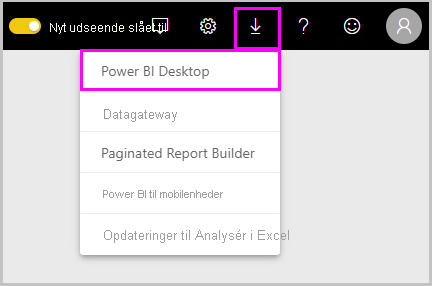 Nyt udseende slået til
Power BI Desktop
Datagateway
Paginated Report Builder
Power BI til mobilenheder
Opdateringer til Analysér i Excel